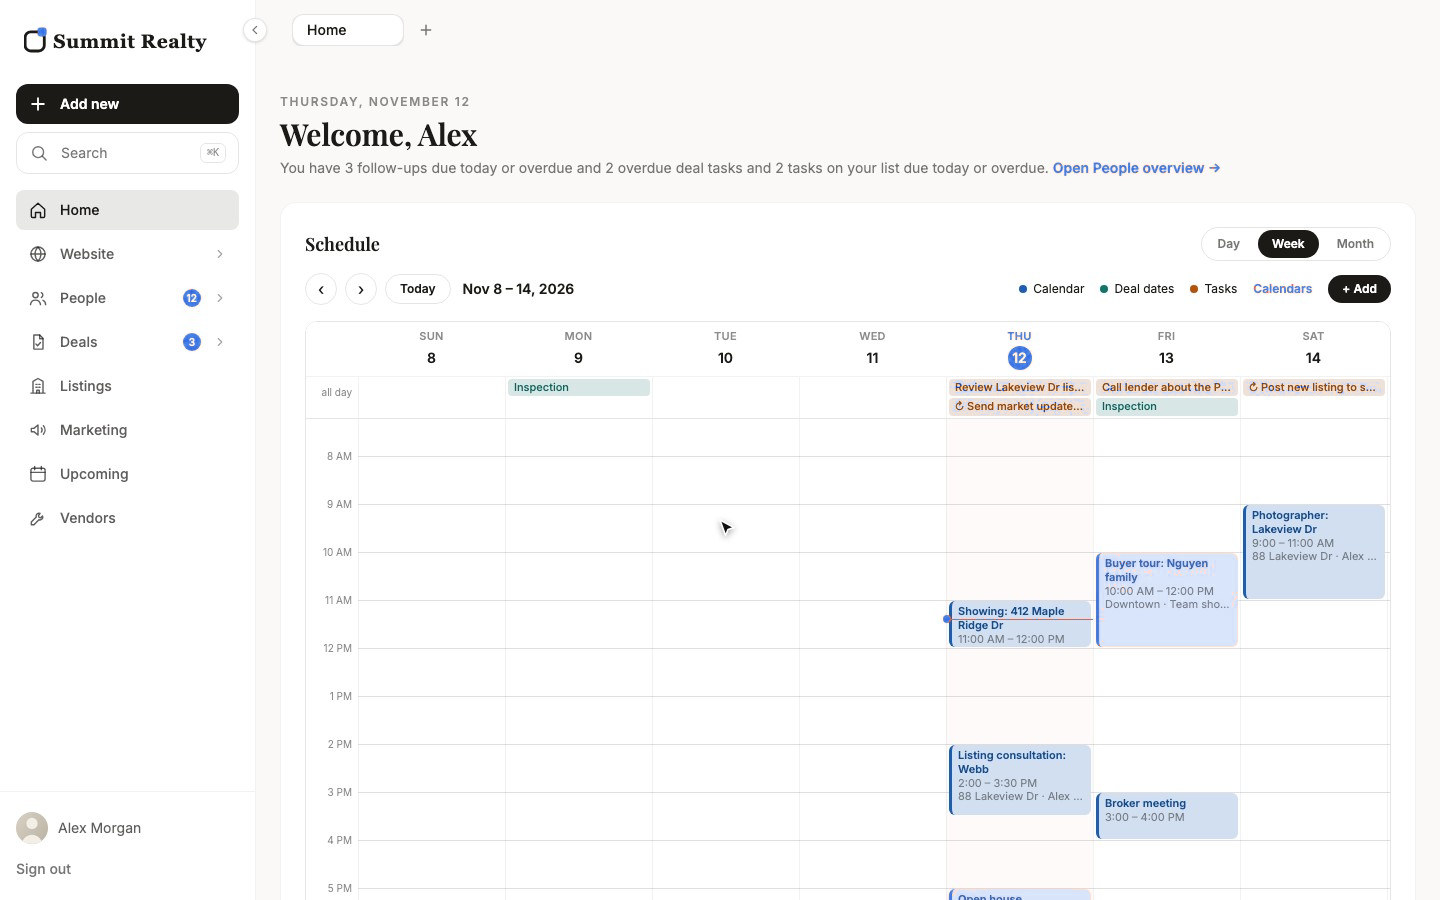 Summit Realty
Home
Add new
Search
⌘K
Home
Website
People
12
Deals
3
Listings
Marketing
Upcoming
Vendors
Alex Morgan
Sign out
THURSDAY, NOVEMBER 12
Welcome, Alex
You have 3 follow-ups due today or overdue and 2 overdue deal tasks and 2 tasks on your list due today or overdue. Open People overview →
Schedule
Day
Week
Month
Today
Nov 8 – 14, 2026
Calendar
Deal dates
Tasks
Calendars
+ Add
SUN
8
MON
9
TUE
10
WED
11
THU
12
FRI
13
SAT
14
all day
Inspection
Review Lakeview Dr lis...
↻ Send market update...
Call lender about the P...
Inspection
↻ Post new listing to s...
8 AM
9 AM
10 AM
11 AM
12 PM
1 PM
2 PM
3 PM
4 PM
5 PM
Showing: 412 Maple
Ridge Dr
11:00 AM – 12:00 PM
Listing consultation:
Webb
2:00 – 3:30 PM
88 Lakeview Dr · Alex ...
Open house
Buyer tour: Nguyen
family
10:00 AM – 12:00 PM
Downtown · Team sho...
Broker meeting
3:00 – 4:00 PM
Photographer:
Lakeview Dr
9:00 – 11:00 AM
88 Lakeview Dr · Alex ...